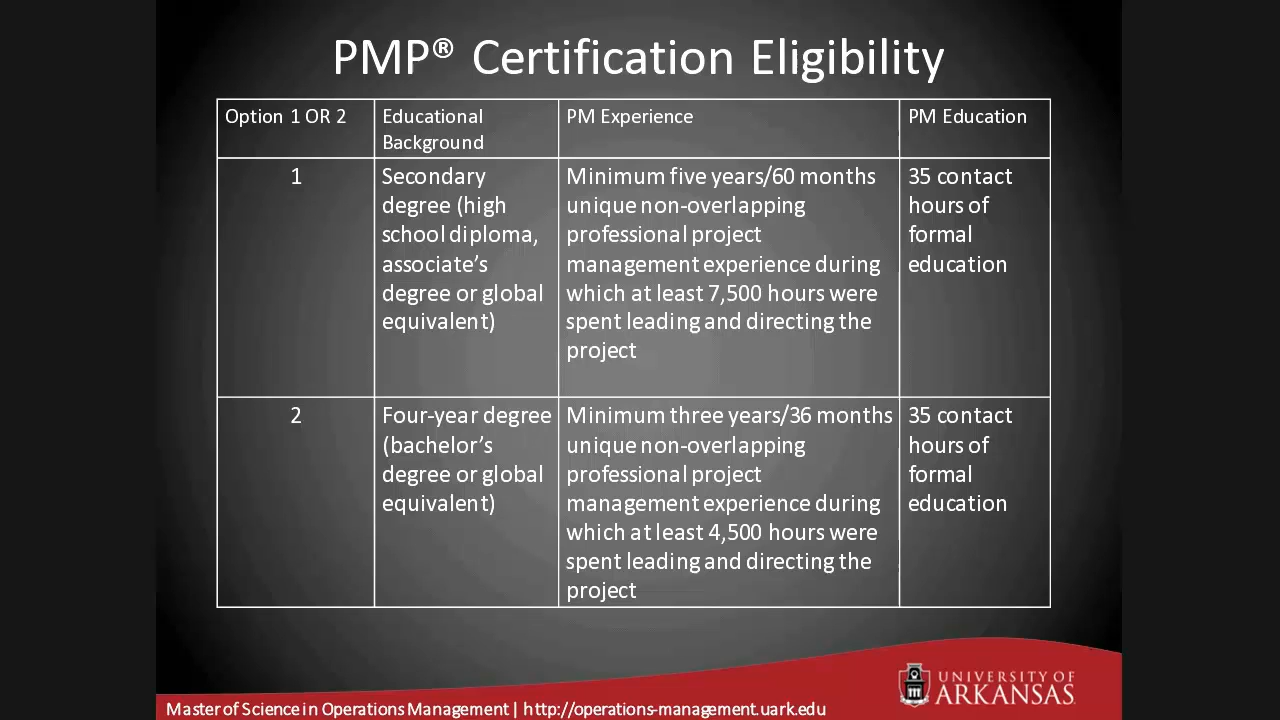 PMP® Certification Eligibility
Option 1 OR 2
Educational
Background
PM Experience
PM Education
1
Secondary
degree (high
school diploma,
associate's
degree or global
equivalent)
Minimum five years/60 months
unique non-overlapping
professional project
management experience during
which at least 7,500 hours were
spent leading and directing the
project
35 contact
hours of
formal
education
2
Four-year degree
(bachelor's
degree or global
equivalent)
Minimum three years/36 months
unique non-overlapping
professional project
management experience during
which at least 4,500 hours were
spent leading and directing the
project
35 contact
hours of
formal
education
UNIVERSITY OF
ARKANSAS
Master of Science in Operations Management | http://operations-management.uark.edu